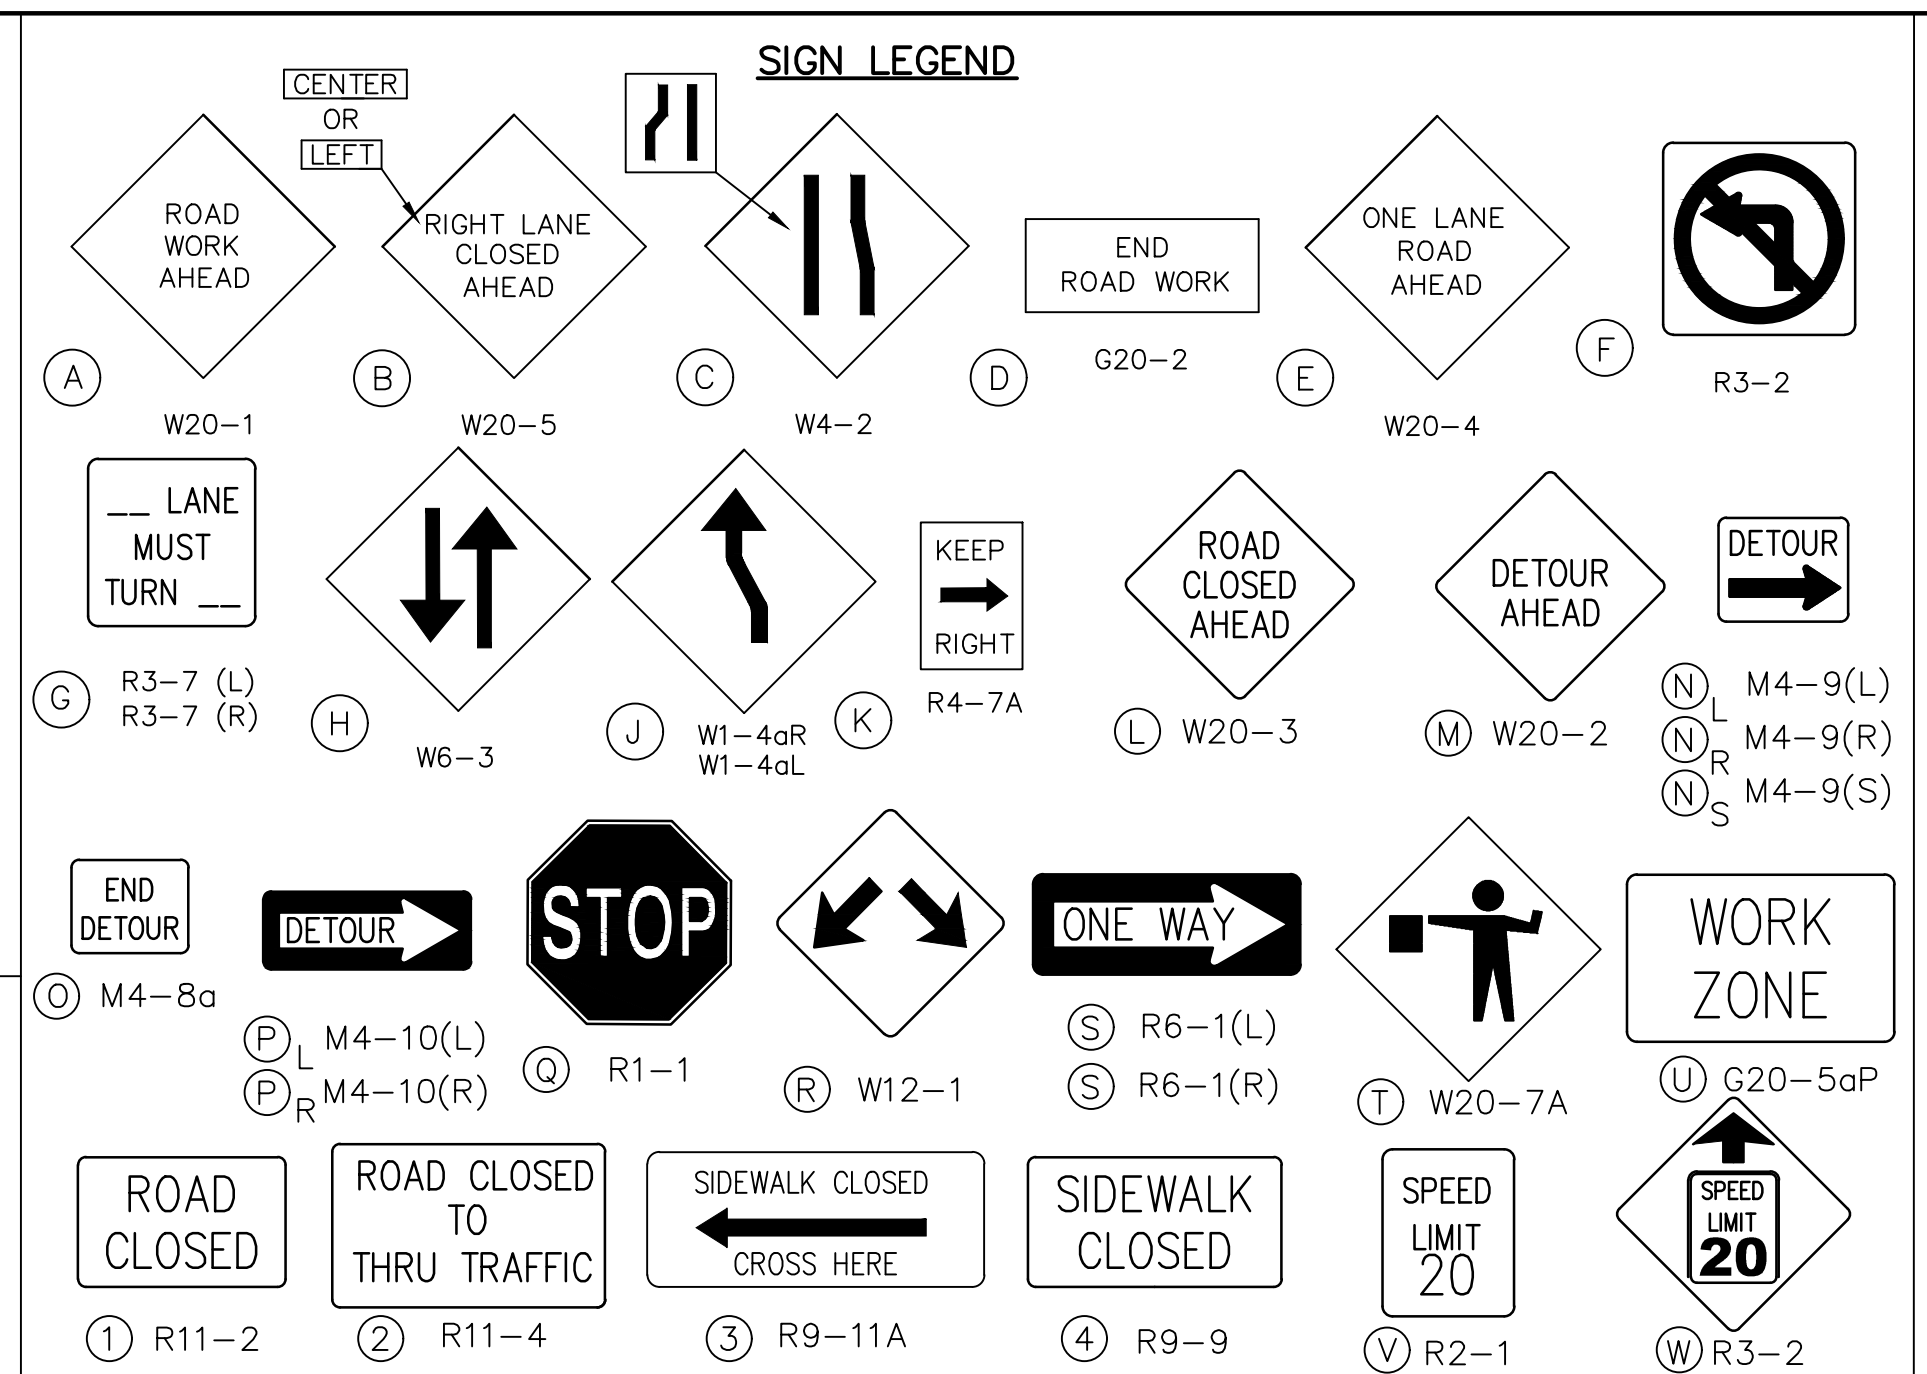 SIGN LEGEND
CENTER
OR
LEFT
ROAD
WORK
AHEAD
A
W20-1
RIGHT LANE
CLOSED
AHEAD
B
W20-5
C
W4-2
END
ROAD WORK
D
G20-2
ONE LANE
ROAD
AHEAD
E
W20-4
F
R3-2
__ LANE
MUST
TURN __
G
R3-7 (L)
R3-7 (R)
H
W6-3
J
W1-4aR
W1-4aL
KEEP
RIGHT
K
R4-7A
ROAD
CLOSED
AHEAD
L W20-3
DETOUR
AHEAD
M W20-2
DETOUR
N L M4-9(L)
N R M4-9(R)
N S M4-9(S)
END
DETOUR
O M4-8a
DETOUR
P L M4-10(L)
P R M4-10(R)
STOP
Q R1-1
R W12-1
ONE WAY
S R6-1(L)
S R6-1(R)
T W20-7A
WORK
ZONE
U G20-5aP
ROAD
CLOSED
1 R11-2
ROAD CLOSED
TO
THRU TRAFFIC
2 R11-4
SIDEWALK CLOSED
CROSS HERE
3 R9-11A
SIDEWALK
CLOSED
4 R9-9
SPEED
LIMIT
20
V R2-1
SPEED
LIMIT
20
W R3-2